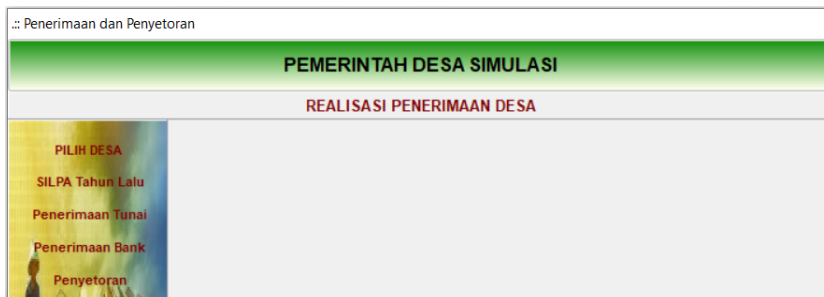 .:: Penerimaan dan Penyetoran
PEMERINTAH DESA SIMULASI
REALISASI PENERIMAAN DESA
PILIH DESA
SILPA Tahun Lalu
Penerimaan Tunai
Penerimaan Bank
Penyetoran